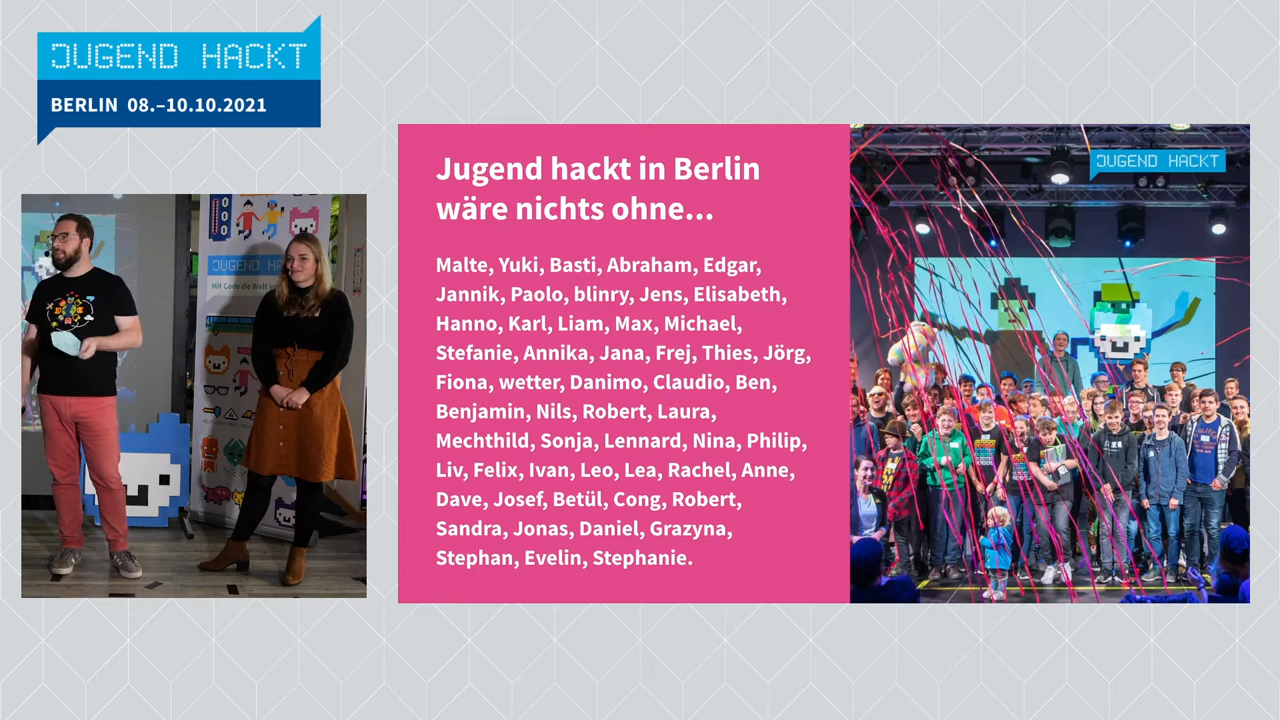 JUGEND HACKT
BERLIN 08.–10.10.2021
JUGEND HA
Mit Code die Welt v
Jugend hackt in Berlin
wäre nichts ohne...
Malte, Yuki, Basti, Abraham, Edgar,
Jannik, Paolo, blinry, Jens, Elisabeth,
Hanno, Karl, Liam, Max, Michael,
Stefanie, Annika, Jana, Frej, Thies, Jörg,
Fiona, wetter, Danimo, Claudio, Ben,
Benjamin, Nils, Robert, Laura,
Mechthild, Sonja, Lennard, Nina, Philip,
Liv, Felix, Ivan, Leo, Lea, Rachel, Anne,
Dave, Josef, Betül, Cong, Robert,
Sandra, Jonas, Daniel, Grazyna,
Stephan, Evelin, Stephanie.
JUGEND HACKT